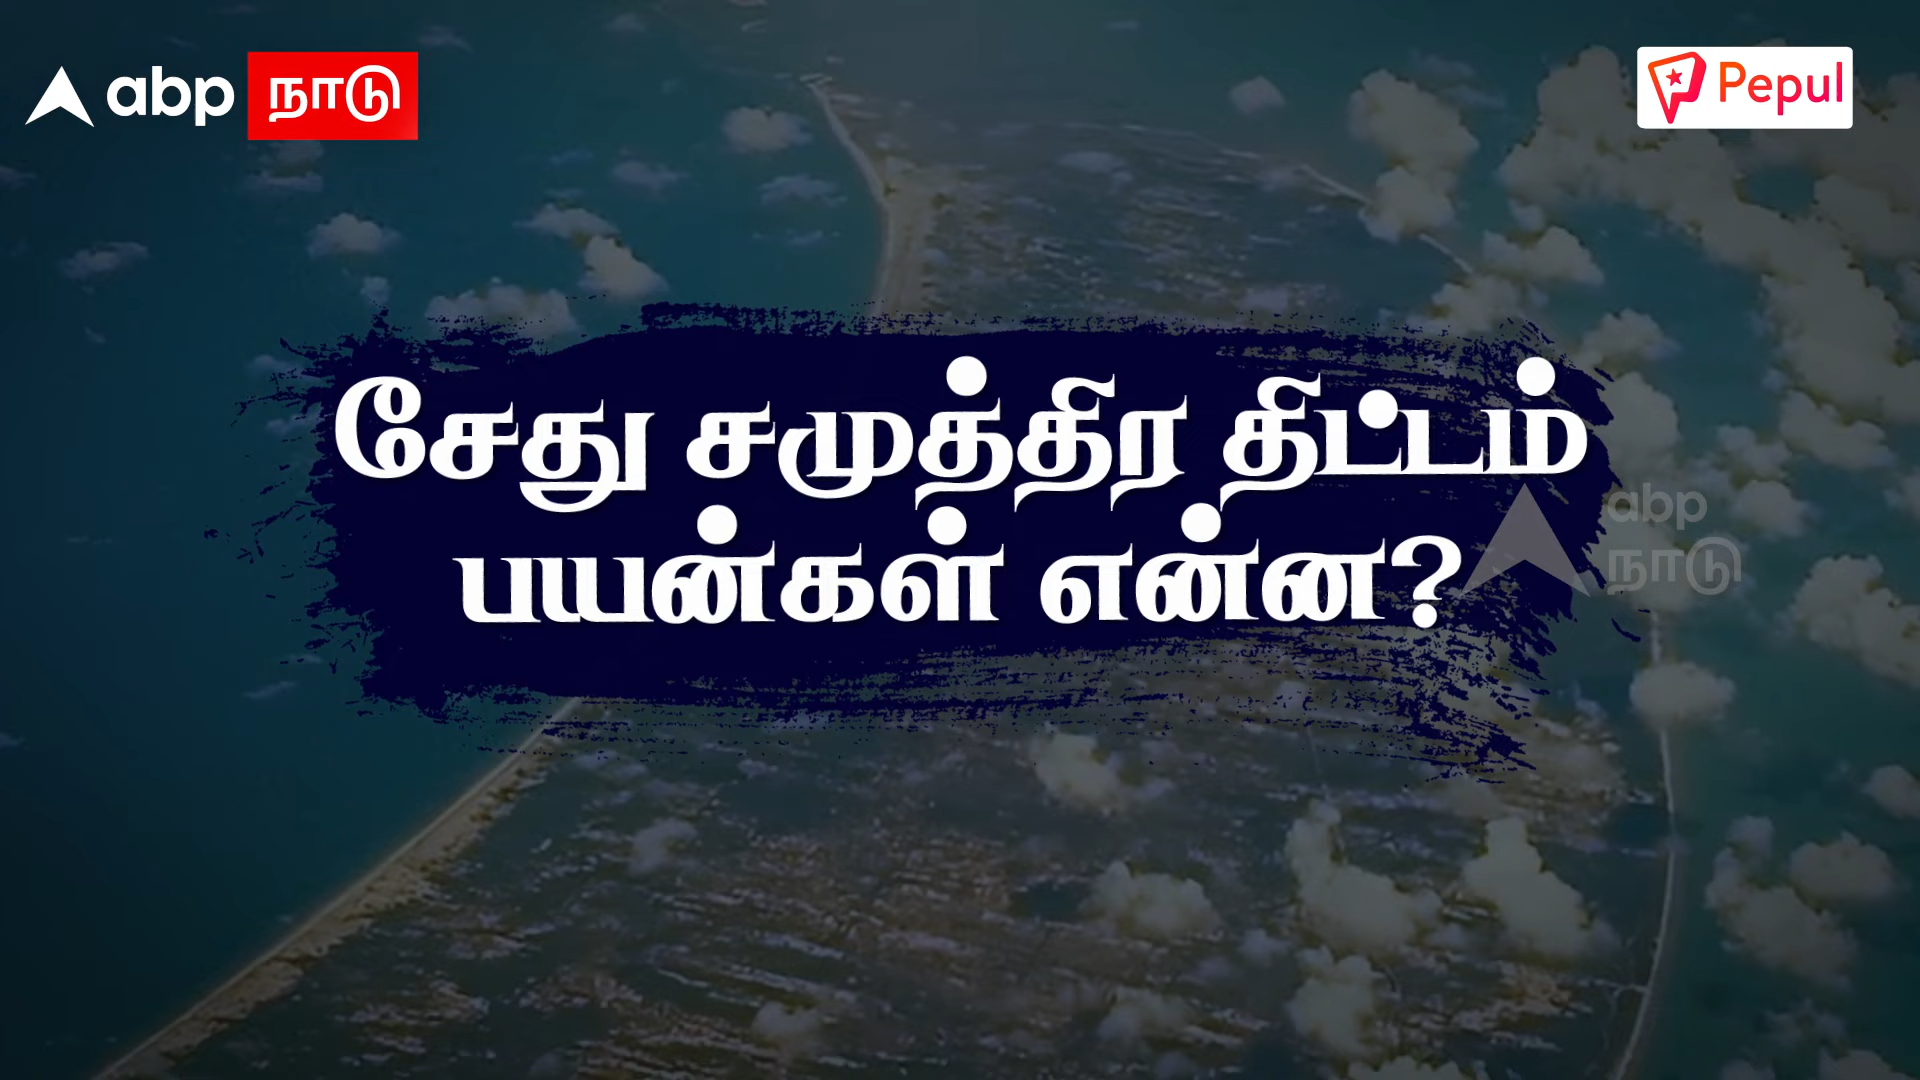 abp நாடு
Pepul
சேது சமுத்திர திட்டம்
பயன்கள் என்ன?
abp
நாடு